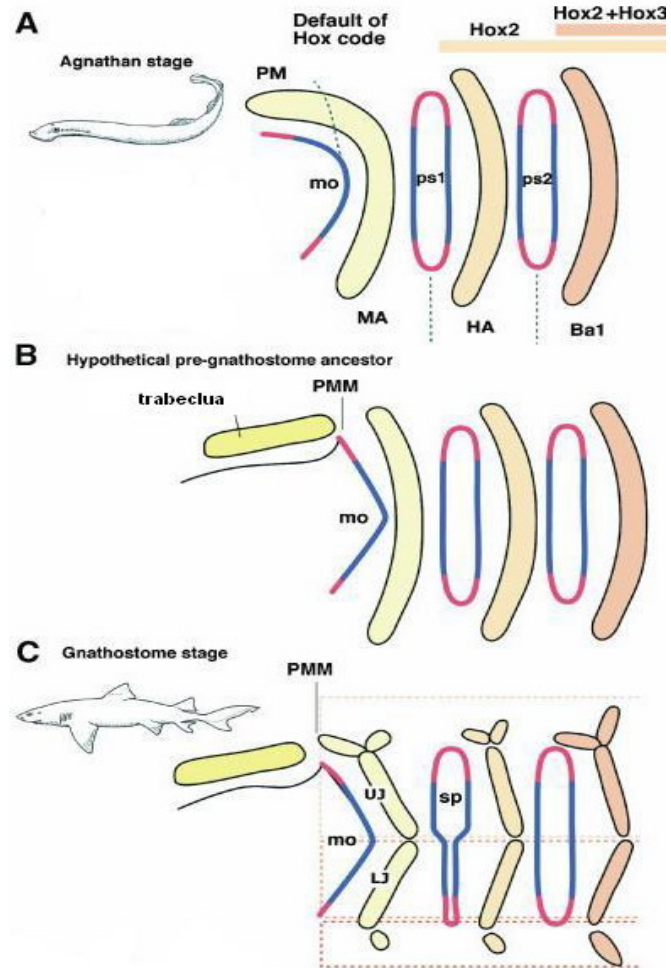 A
Default of
Hox code
Hox2
Hox2+Hox3
Agnathan stage
PM
mo
ps1
ps2
MA
HA
Ba1
B
Hypothetical pre-gnathostome ancestor
PMM
trabeclua
mo
C
Gnathostome stage
PMM
UJ
sp
mo
LJ